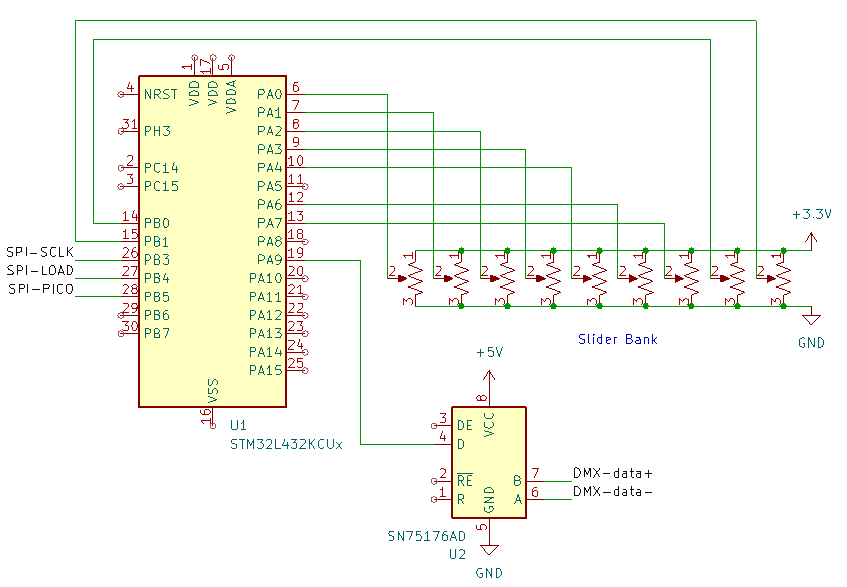 1 17 5
VDD VDD VDDA
4 NRST PA0 6
PA1 7
31 PH3 PA2 8
PA3 9
2 PC14 PA4 10
3 PC15 PA5 11
PA6 12
14 PB0 PA7 13
15 PB1 PA8 18
SPI-SCLK 26 PB3 PA9 19
SPI-LOAD 27 PB4 PA10 20
SPI-PICO 28 PB5 PA11 21
29 PB6 PA12 22
30 PB7 PA13 23
PA14 24
PA15 25
VSS
16
U1
STM32L432KCUx
+3.3V
1 1 1 1 1 1 1 1 1
2 2 2 2 2 2 2 2 2
3 3 3 3 3 3 3 3 3
Slider Bank
GND
+5V
8
VCC
3 DE
4 D
2 RE B 7 DMX-data+
1 R A 6 DMX-data-
GND
5
SN75176AD
U2
GND